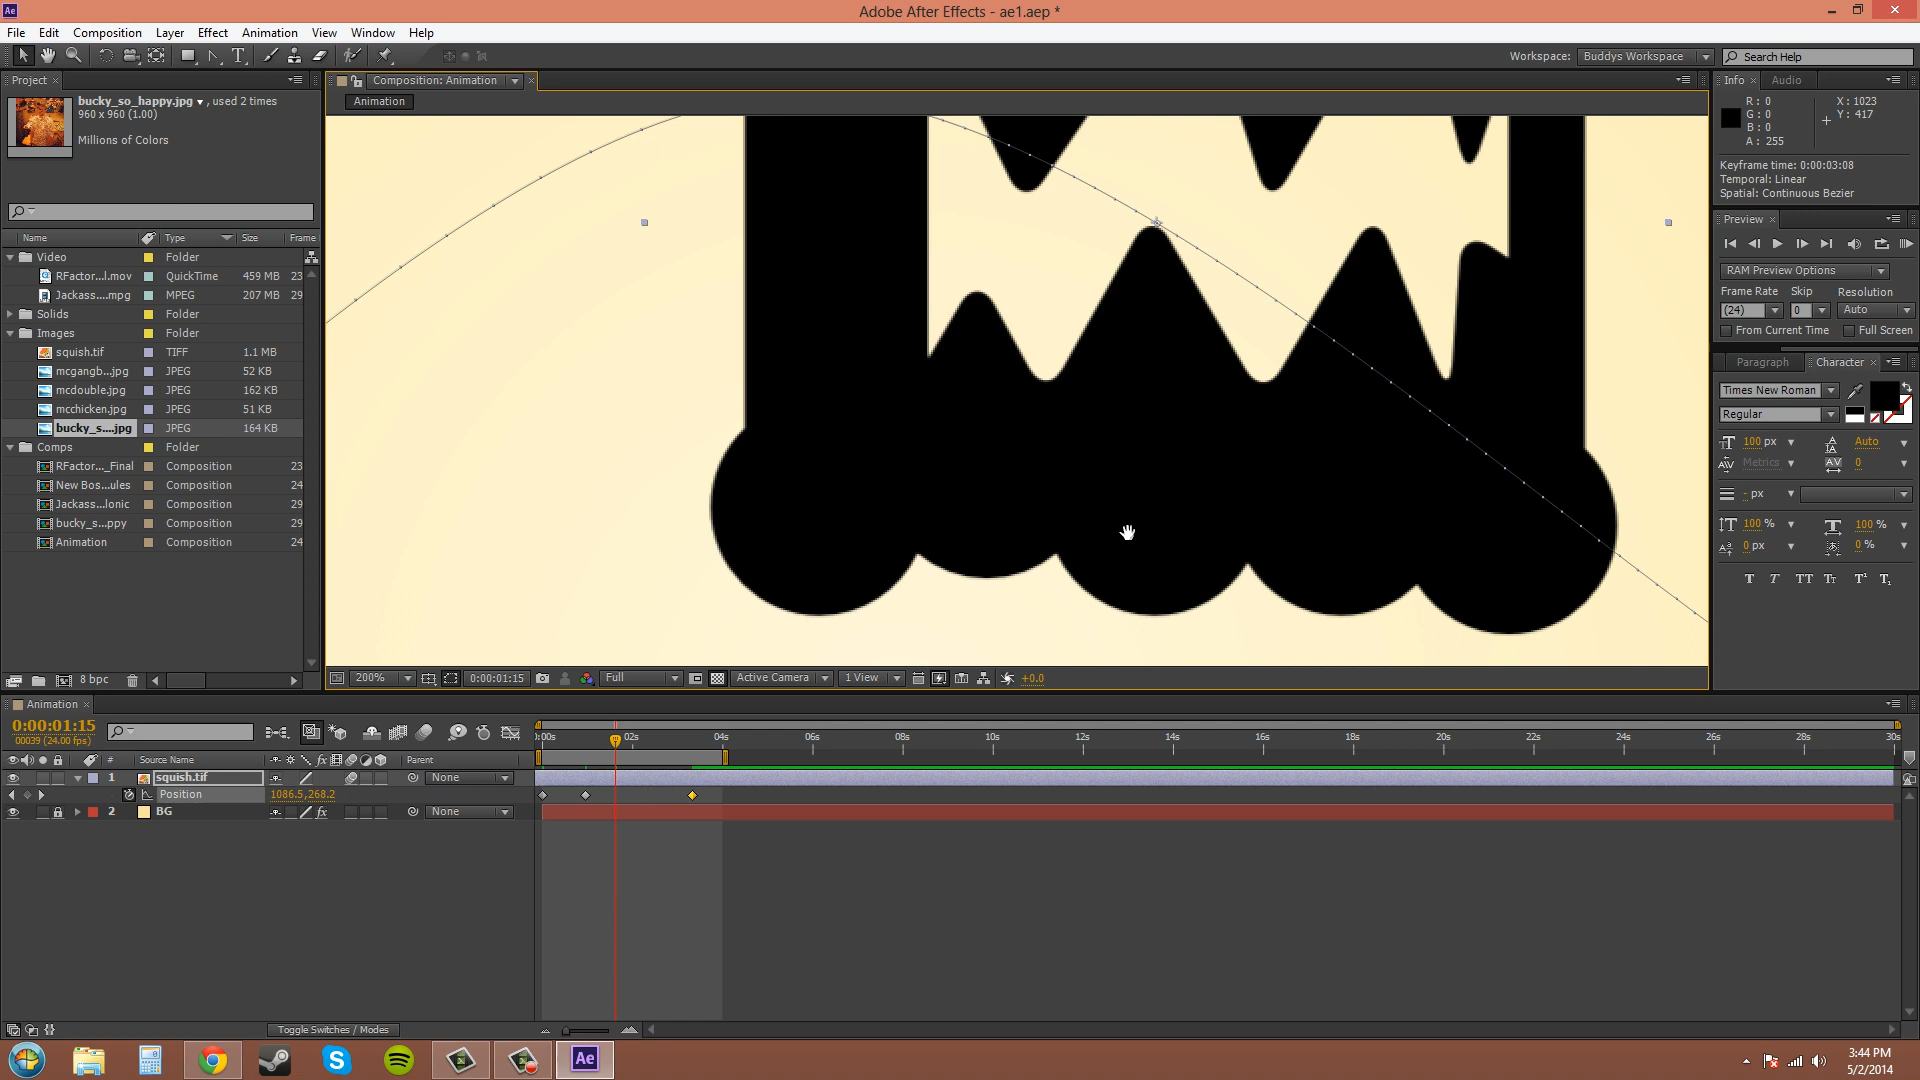 Adobe After Effects - ae1.aep *
File Edit Composition Layer Effect Animation View Window Help
Workspace: Buddys Workspace Search Help
Project
bucky_so_happy.jpg , used 2 times
960 x 960 (1.00)
Millions of Colors
Name Type Size Frame
Video Folder
RFactor...l.mov QuickTime 459 MB 23
Jackass....mpg MPEG 207 MB 29
Solids Folder
Images Folder
squish.tif TIFF 1.1 MB
mcgangb...jpg JPEG 52 KB
mcdouble.jpg JPEG 162 KB
mcchicken.jpg JPEG 51 KB
bucky_s....jpg JPEG 164 KB
Comps Folder
RFactor..._Final Composition 23
New Bos...ules Composition 24
Jackass...lonic Composition 29
bucky_s...ppy Composition 29
Animation Composition 24
8 bpc
Composition: Animation
Animation
200% 0:00:01:15 Full Active Camera 1 View +0.0
Info Audio
R: 0 X: 1023
G: 0 Y: 417
B: 0
A: 255
Keyframe time: 0:00:03:08
Temporal: Linear
Spatial: Continuous Bezier
Preview
RAM Preview Options
Frame Rate Skip Resolution
(24) 0 Auto
From Current Time Full Screen
Paragraph Character
Times New Roman
Regular
100 px Auto
Metrics 0
- px
100 % 100 %
0 px 0 %
T T TT Tt T¹ T₁
Animation
0:00:01:15
00039 (24.00 fps)
# Source Name Parent
1 squish.tif None
Position 1086.5,268.2
2 BG None
):00s 02s 04s 06s 08s 10s 12s 14s 16s 18s 20s 22s 24s 26s 28s 30s
Toggle Switches / Modes
Ae
3:44 PM
5/2/2014